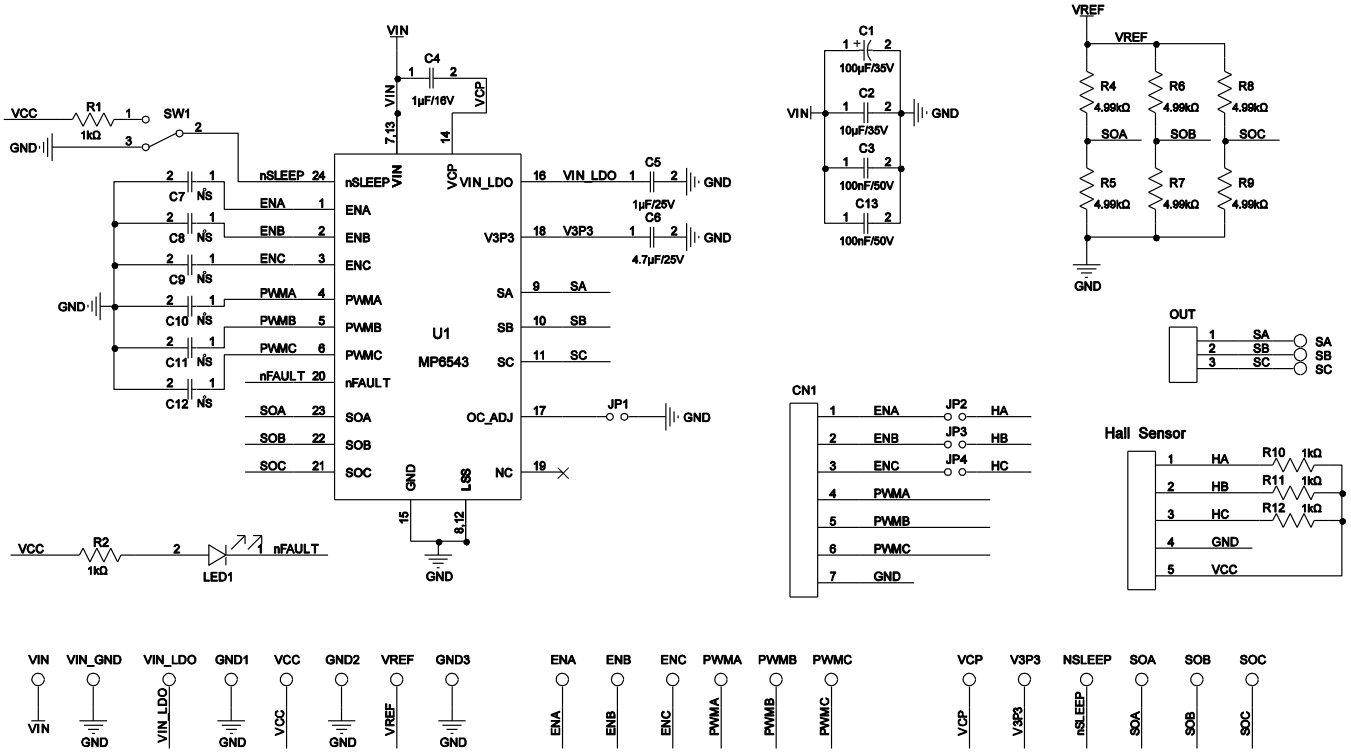 VIN
C4
1 2
1μF/16V
VIN
VCP
7,13
14
VCC
R1
1kΩ
1
SW1
2
3
GND
nSLEEP 24
ENA 1
ENB 2
ENC 3
PWMA 4
PWMB 5
PWMC 6
nFAULT 20
SOA 23
SOB 22
SOC 21
2 1
C7 NS
2 1
C8 NS
2 1
C9 NS
GND
2 1
C10 NS
2 1
C11 NS
2 1
C12 NS
VIN
VCP
nSLEEP
ENA
ENB
ENC
PWMA
PWMB
PWMC
nFAULT
SOA
SOB
SOC
U1
MP6543
VIN_LDO
V3P3
SA
SB
SC
OC_ADJ
NC
GND
LSS
16 VIN_LDO
1 C5 2
1μF/25V
GND
18 V3P3
1 C6 2
4.7μF/25V
GND
9 SA
10 SB
11 SC
17
JP1
GND
19
15
8,12
GND
VCC
R2
1kΩ
2
LED1
1
nFAULT
C1
1 + 2
100μF/35V
C2
1 2
10μF/35V
VIN
GND
C3
1 2
100nF/50V
C13
1 2
100nF/50V
VREF
VREF
R4
4.99kΩ
R6
4.99kΩ
R8
4.99kΩ
SOA
SOB
SOC
R5
4.99kΩ
R7
4.99kΩ
R9
4.99kΩ
GND
OUT
1 SA SA
2 SB SB
3 SC SC
CN1
1 ENA JP2 HA
2 ENB JP3 HB
3 ENC JP4 HC
4 PWMA
5 PWMB
6 PWMC
7 GND
Hall Sensor
1 HA R10 1kΩ
2 HB R11 1kΩ
3 HC R12 1kΩ
4 GND
5 VCC
VIN VIN_GND VIN_LDO GND1 VCC GND2 VREF GND3 ENA ENB ENC PWMA PWMB PWMC VCP V3P3 NSLEEP SOA SOB SOC
VIN GND VIN_LDO GND VCC GND VREF GND ENB ENB ENC PWMA PWMB PWMC VCP V3P3 nSLEEP SOA SOB SOC